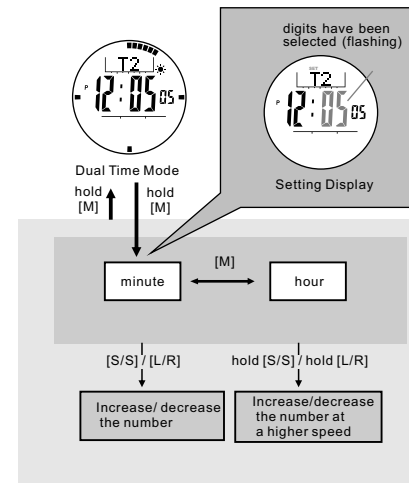 digits have been
selected (flashing)
T2
P 12:05 05
SET
T2
P 12:05 05
Dual Time Mode
Setting Display
hold
[M]
hold
[M]
minute
[M]
hour
[S/S] / [L/R]
hold [S/S] / hold [L/R]
Increase/ decrease
the number
Increase/decrease
the number at
a higher speed